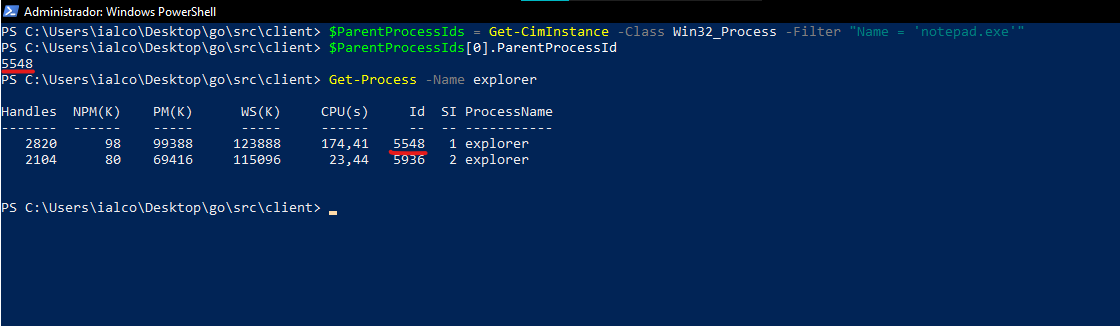 Administrador: Windows PowerShell
PS C:\Users\ialco\Desktop\go\src\client> $ParentProcessIds = Get-CimInstance -Class Win32_Process -Filter "Name = 'notepad.exe'"
PS C:\Users\ialco\Desktop\go\src\client> $ParentProcessIds[0].ParentProcessId
5548
PS C:\Users\ialco\Desktop\go\src\client> Get-Process -Name explorer
Handles  NPM(K)    PM(K)      WS(K)     CPU(s)     Id  SI ProcessName
-------  ------    -----      -----     ------     --  -- -----------
   2820      98    99388     123888     174,41   5548   1 explorer
   2104      80    69416     115096      23,44   5936   2 explorer
PS C:\Users\ialco\Desktop\go\src\client>